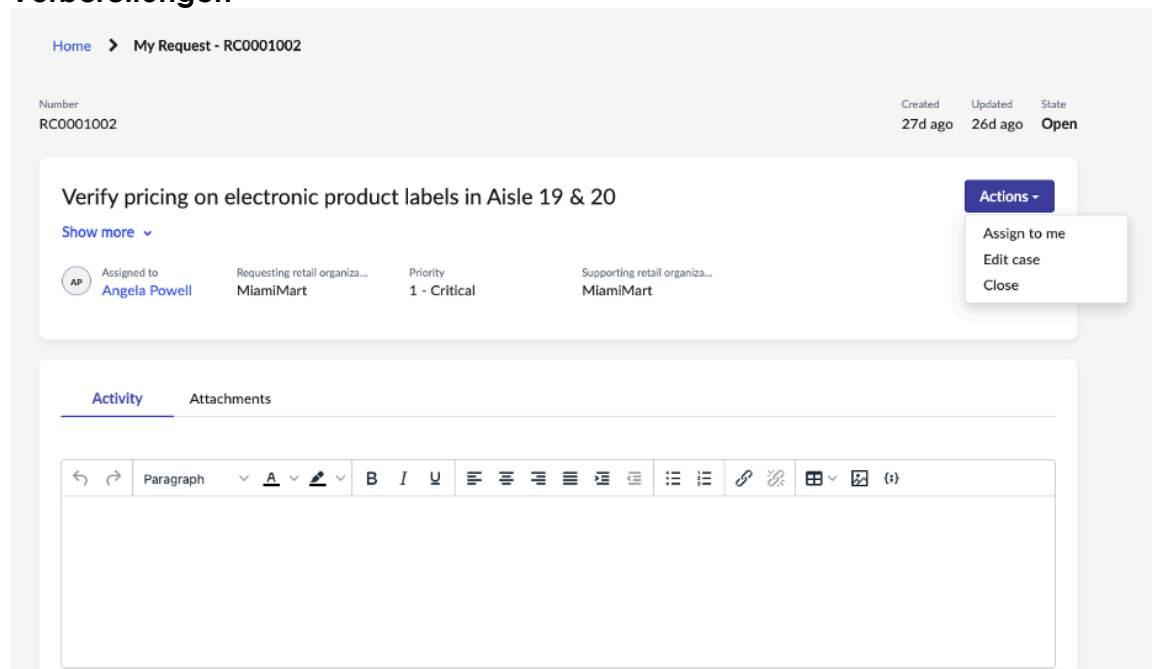 Home > My Request - RC0001002
Number
RC0001002
Created Updated State
27d ago 26d ago Open
Verify pricing on electronic product labels in Aisle 19 & 20
Actions
Show more
Assign to me
Edit case
Close
AP
Assigned to Requesting retail organiza... Priority Supporting retail organiza...
Angela Powell MiamiMart 1 - Critical MiamiMart
Activity Attachments
Paragraph A B I U